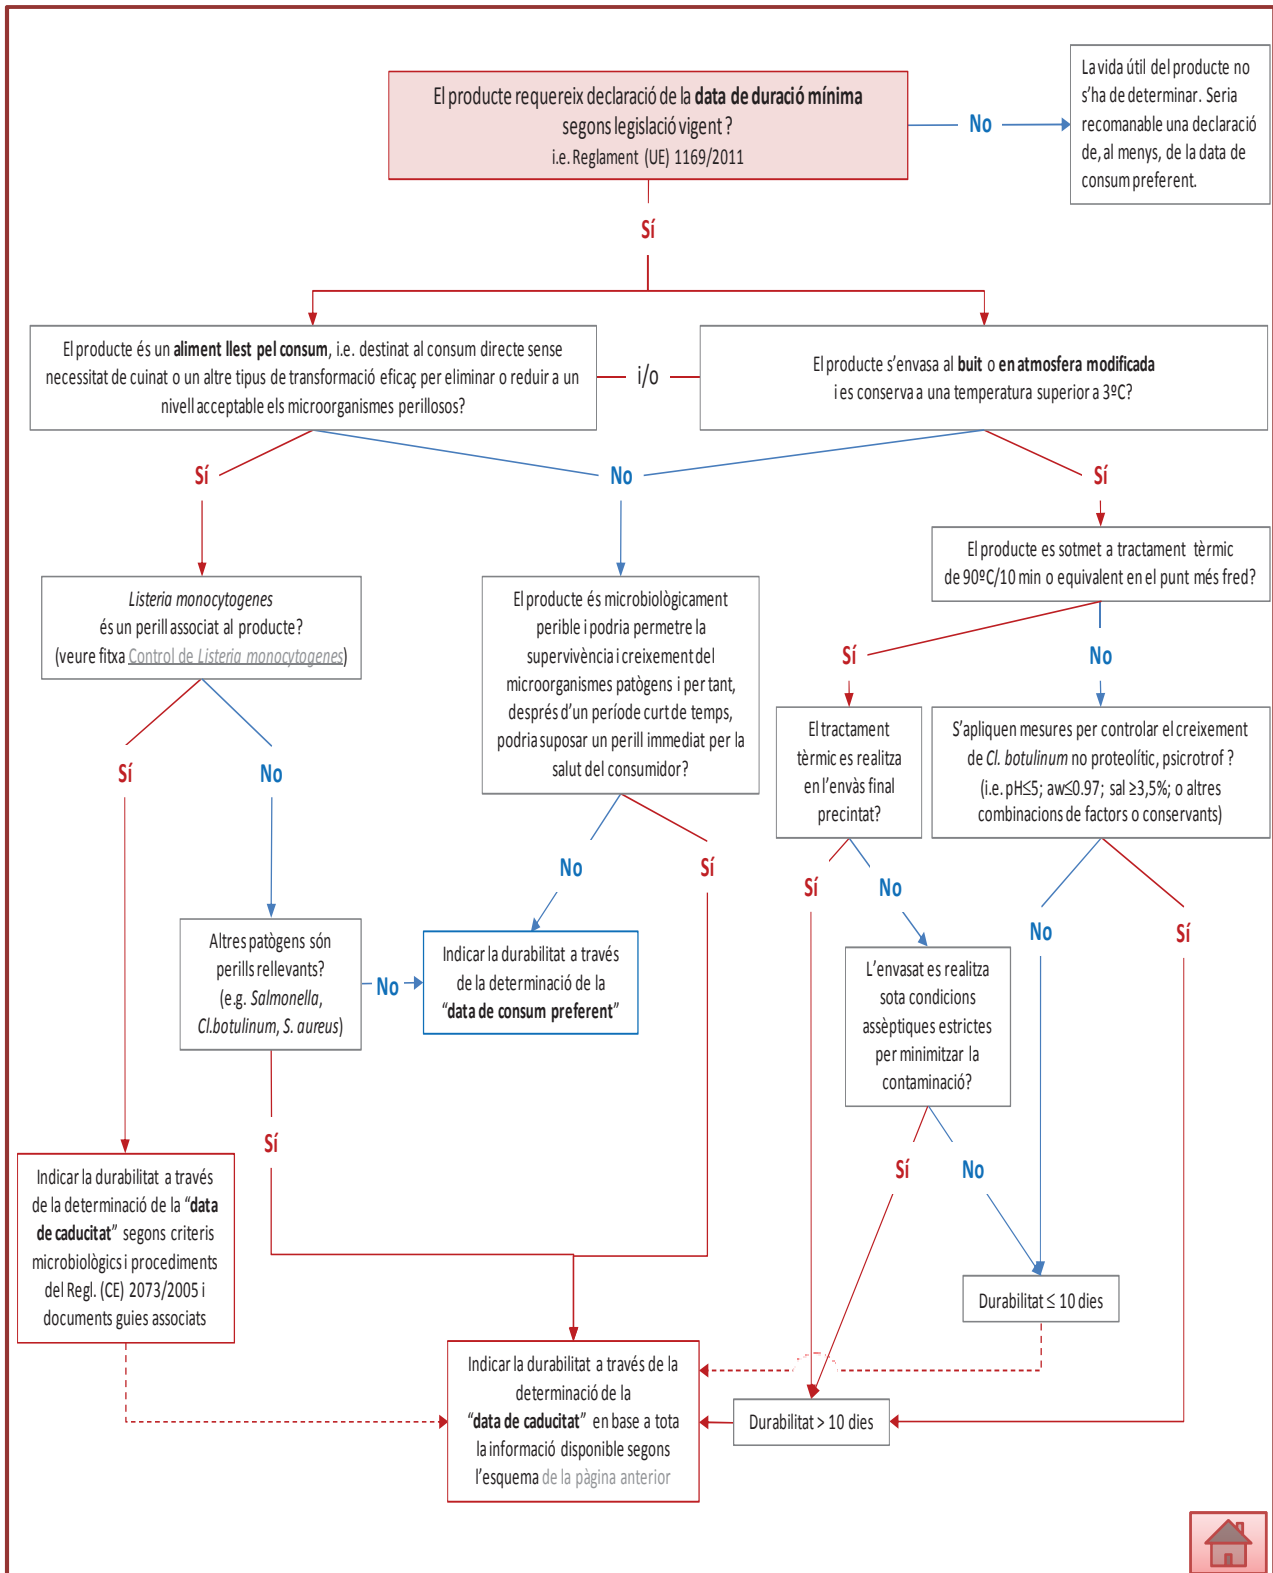 El producte requereix declaració de la data de duració mínima
segons legislació vigent ?
i.e. Reglament (UE) 1169/2011
No
La vida útil del producte no
s'ha de determinar. Seria
recomanable una declaració
de, al menys, de la data de
consum preferent.
Sí
El producte és un aliment llest pel consum, i.e. destinat al consum directe sense
necessitat de cuinat o un altre tipus de transformació eficaç per eliminar o reduir a un
nivell acceptable els microorganismes perillosos?
i/o
El producte s'envasa al buit o en atmosfera modificada
i es conserva a una temperatura superior a 3ºC?
Sí
No
Sí
El producte es sotmet a tractament tèrmic
de 90ºC/10 min o equivalent en el punt més fred?
Listeria monocytogenes
és un perill associat al producte?
(veure fitxa Control de Listeria monocytogenes)
El producte és microbiològicament
perible i podria permetre la
supervivència i creixement del
microorganismes patògens i per tant,
després d'un període curt de temps,
podria suposar un perill immediat per la
salut del consumidor?
Sí
No
El tractament
tèrmic es realitza
en l'envàs final
precintat?
S'apliquen mesures per controlar el creixement
de Cl. botulinum no proteolític, psicrotrof ?
(i.e. pH≤5; aw≤0.97; sal ≥3,5%; o altres
combinacions de factors o conservants)
Sí
No
No
Sí
Sí
No
No
Sí
Altres patògens són
perills rellevants?
(e.g. Salmonella,
Cl.botulinum, S. aureus)
No
Indicar la durabilitat a través
de la determinació de la
“data de consum preferent”
L'envasat es realitza
sota condicions
assèptiques estrictes
per minimitzar la
contaminació?
Sí
Sí
No
Indicar la durabilitat a través
de la determinació de la “data
de caducitat” segons criteris
microbiològics i procediments
del Regl. (CE) 2073/2005 i
documents guies associats
Durabilitat ≤ 10 dies
Indicar la durabilitat a través de la
determinació de la
“data de caducitat” en base a tota
la informació disponible segons
l'esquema de la pàgina anterior
Durabilitat > 10 dies